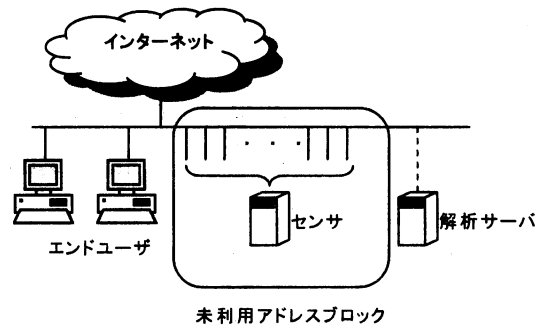 インターネット
エンドユーザ
センサ
解析サーバ
未利用アドレスブロック